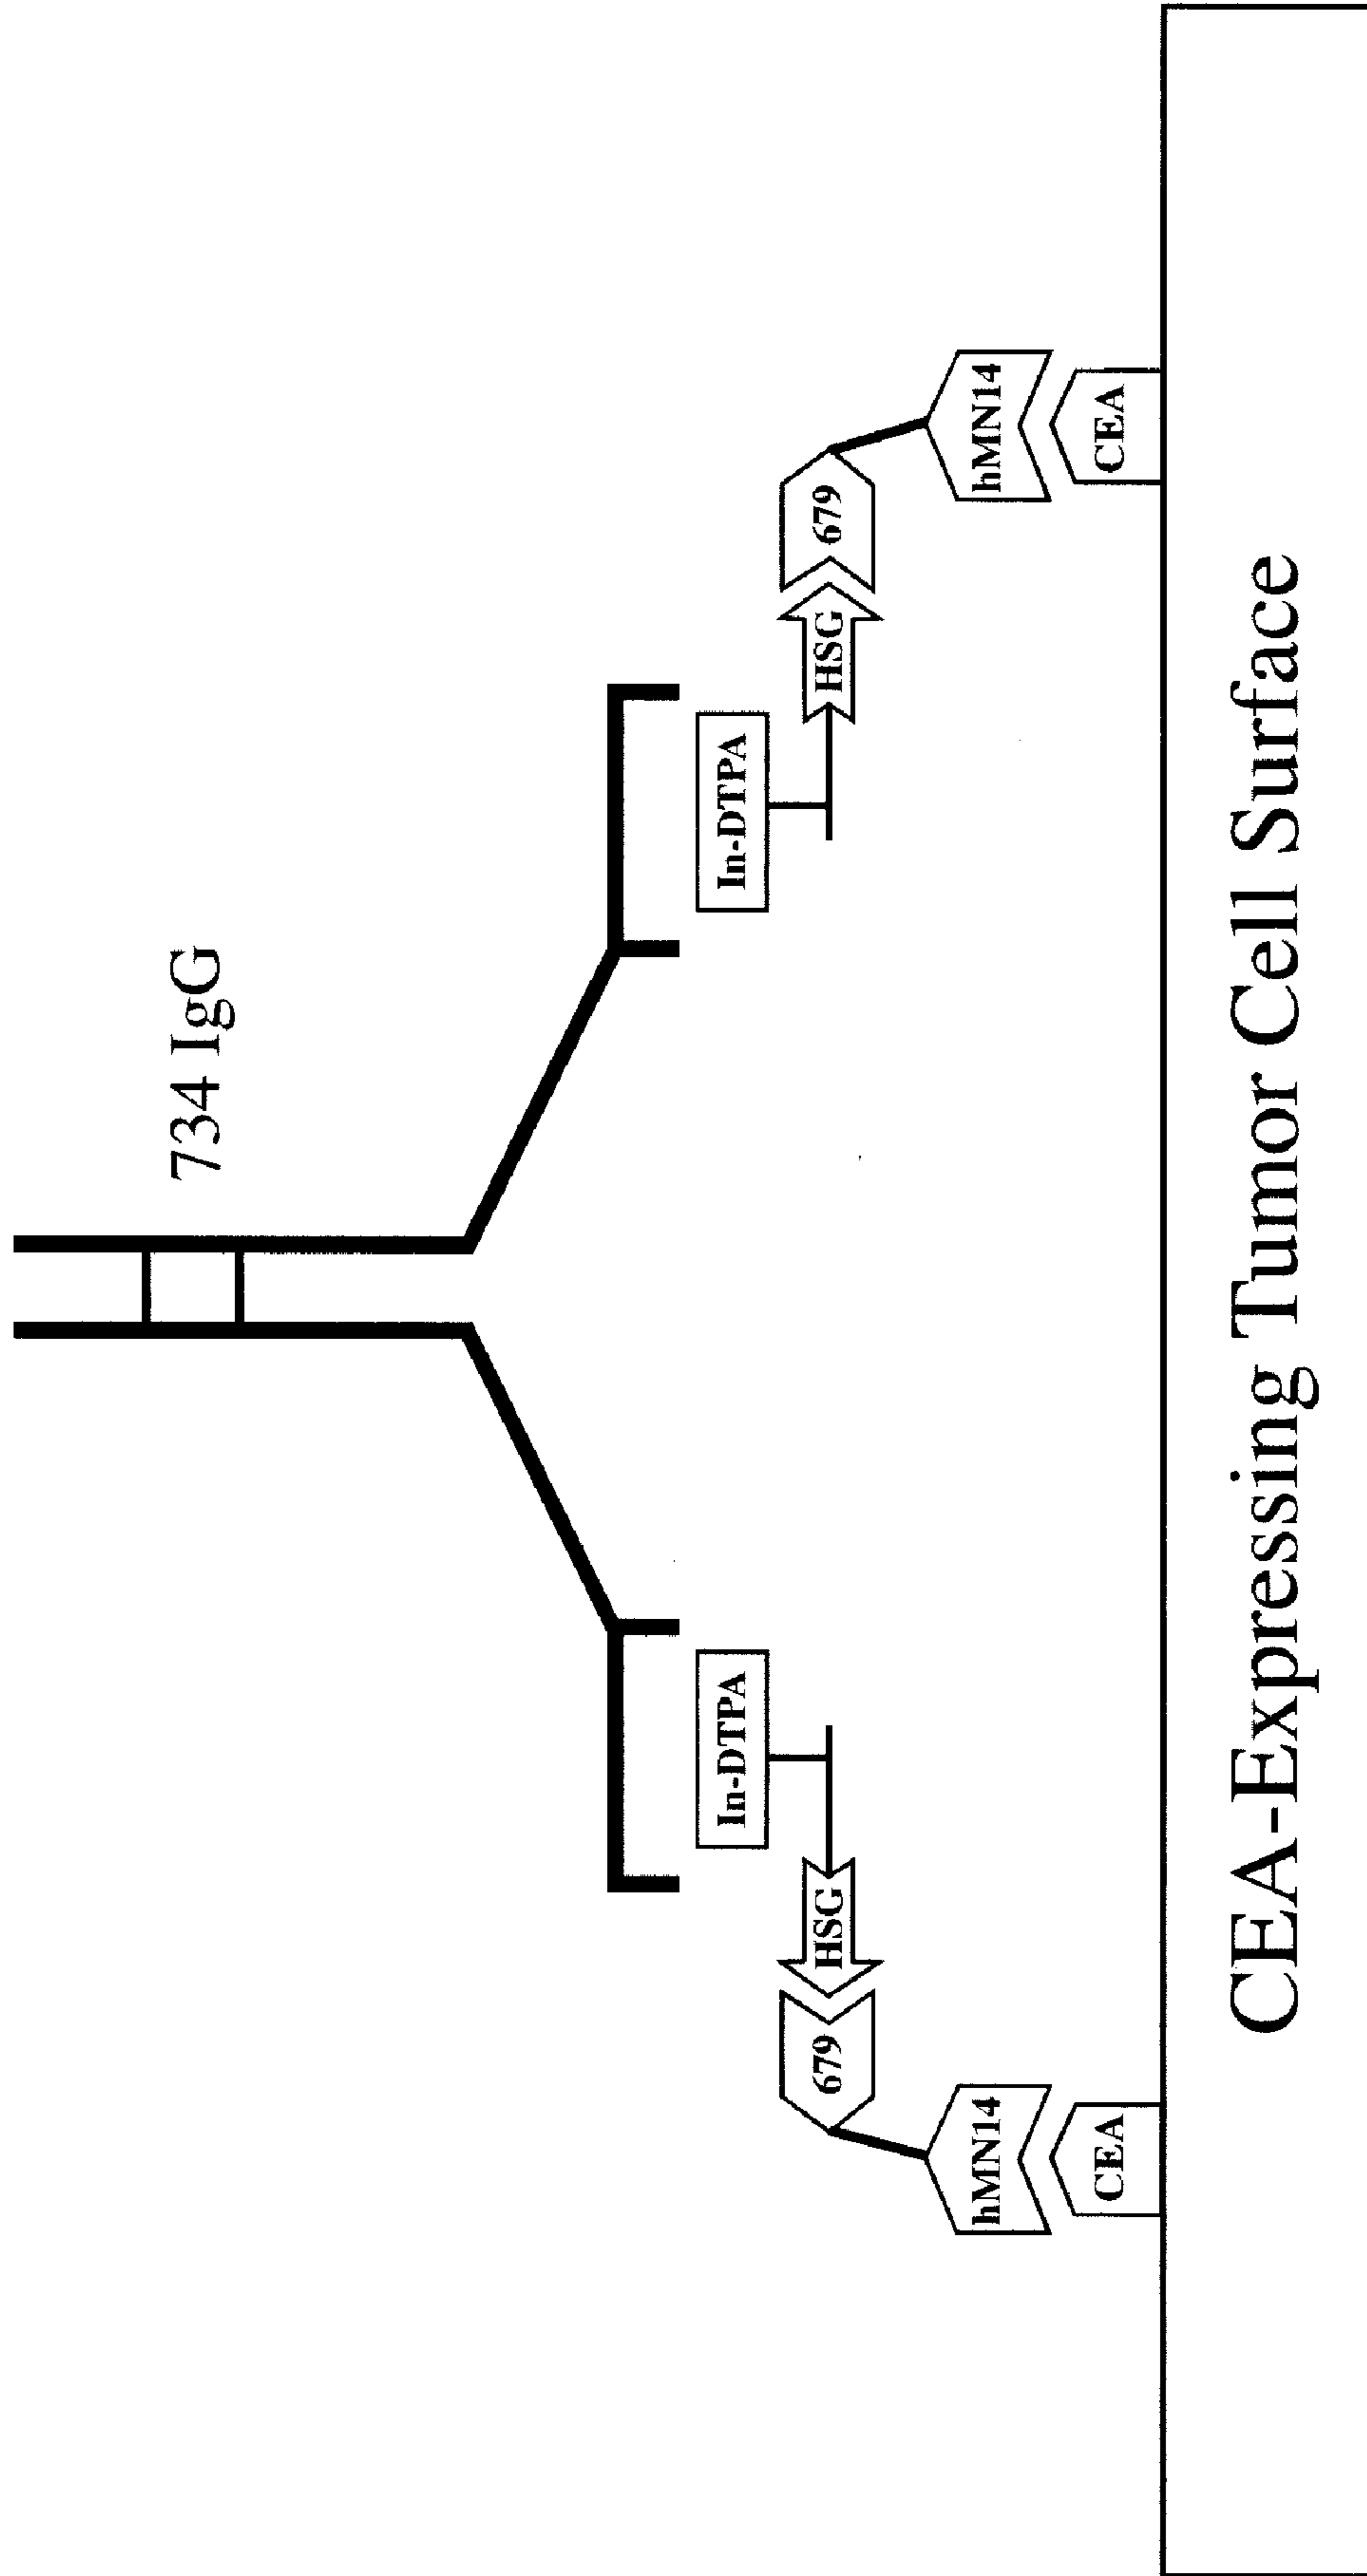 734 IgG
In-DTPA
In-DTPA
679
HSG
HSG
679
hMN14
hMN14
CEA
CEA
CEA-Expressing Tumor Cell Surface